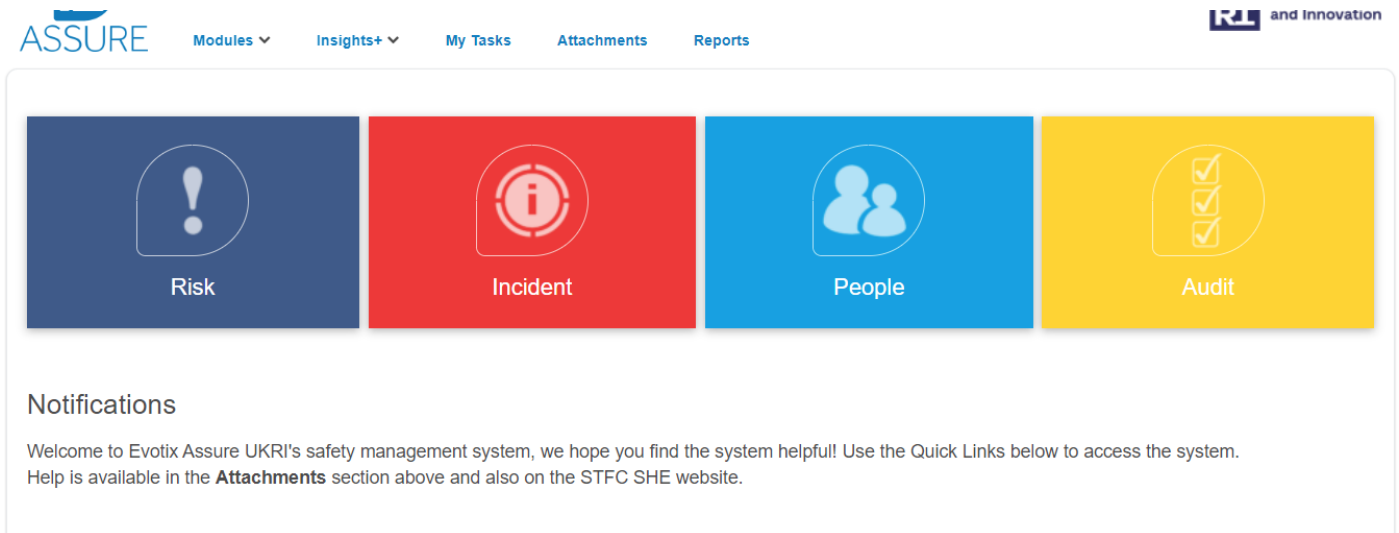 ASSURE
Modules
Insights+
My Tasks
Attachments
Reports
and Innovation
Risk
Incident
People
Audit
Notifications
Welcome to Evotix Assure UKRI's safety management system, we hope you find the system helpful! Use the Quick Links below to access the system.
Help is available in the Attachments section above and also on the STFC SHE website.